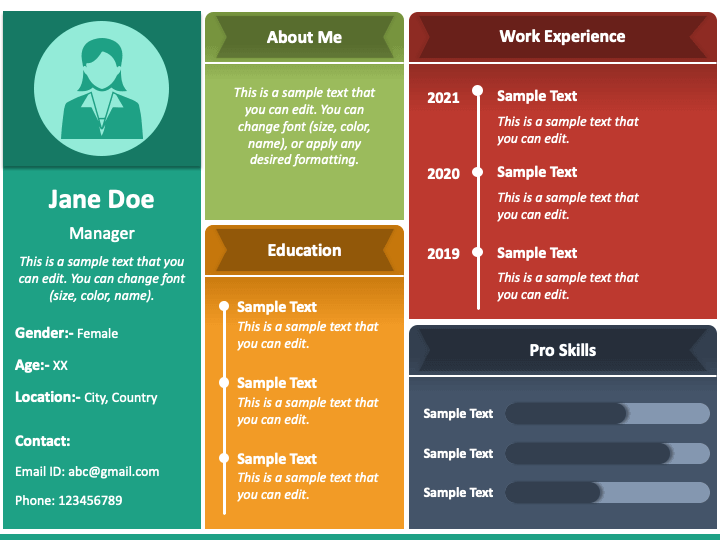 Jane Doe
Manager
This is a sample text that you
can edit. You can change font
(size, color, name).
Gender:- Female
Age:- XX
Location:- City, Country
Contact:
Email ID: abc@gmail.com
Phone: 123456789
About Me
This is a sample text that
you can edit. You can
change font (size, color,
name), or apply any
desired formatting.
Education
Sample Text
This is a sample text that
you can edit.
Sample Text
This is a sample text that
you can edit.
Sample Text
This is a sample text that
you can edit.
Work Experience
2021 Sample Text
This is a sample text that
you can edit.
2020 Sample Text
This is a sample text that
you can edit.
2019 Sample Text
This is a sample text that
you can edit.
Pro Skills
Sample Text
Sample Text
Sample Text